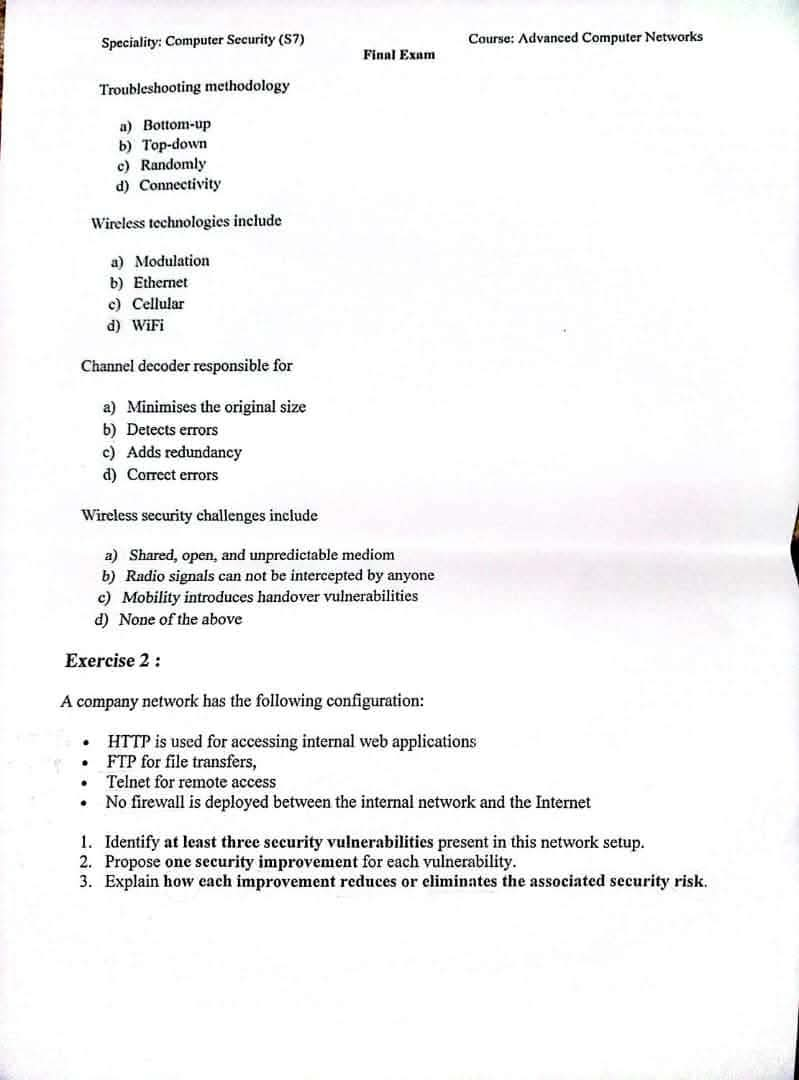 Speciality: Computer Security (S7)
Course: Advanced Computer Networks
Final Exam
Troubleshooting methodology
a) Bottom-up
b) Top-down
c) Randomly
d) Connectivity
Wireless technologies include
a) Modulation
b) Ethernet
c) Cellular
d) WiFi
Channel decoder responsible for
a) Minimises the original size
b) Detects errors
c) Adds redundancy
d) Correct errors
Wireless security challenges include
a) Shared, open, and unpredictable mediom
b) Radio signals can not be intercepted by anyone
c) Mobility introduces handover vulnerabilities
d) None of the above
Exercise 2 :
A company network has the following configuration:
• HTTP is used for accessing internal web applications
• FTP for file transfers,
• Telnet for remote access
• No firewall is deployed between the internal network and the Internet
1. Identify at least three security vulnerabilities present in this network setup.
2. Propose one security improvement for each vulnerability.
3. Explain how each improvement reduces or eliminates the associated security risk.